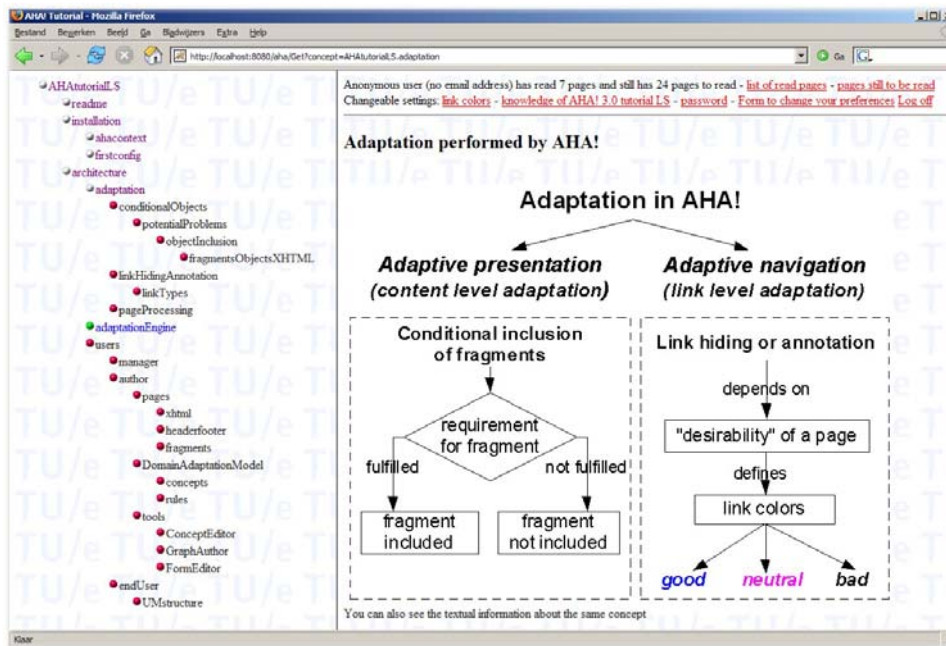 AHA! Tutorial - Mozilla Firefox
Bestand Bewerken Beeld Ga Bladwijzers Extra Help
http://localhost:8080/aha/Get?concept=AHAtutorialLS.adaptation
Ga
G
AHAtutorialLS
readme
installation
ahacontext
firstconfig
architecture
adaptation
conditionalObjects
potentialProblems
objectInclusion
fragmentsObjectsXHTML
linkHidingAnnotation
linkTypes
pageProcessing
adaptationEngine
users
manager
author
pages
xhtml
headerfooter
fragments
DomainAdaptationModel
concepts
rules
tools
ConceptEditor
GraphAuthor
FormEditor
endUser
UMstructure
Anonymous user (no email address) has read 7 pages and still has 24 pages to read - list of read pages - pages still to be read
Changeable settings: link colors - knowledge of AHA! 3.0 tutorial LS - password - Form to change your preferences Log off
Adaptation performed by AHA!
Adaptation in AHA!
Adaptive presentation
(content level adaptation)
Adaptive navigation
(link level adaptation)
Conditional inclusion
of fragments
requirement
for fragment
fulfilled
not fulfilled
fragment
included
fragment
not included
Link hiding or annotation
depends on
"desirability" of a page
defines
link colors
good
neutral
bad
You can also see the textual information about the same concept
Klaar
TU/e